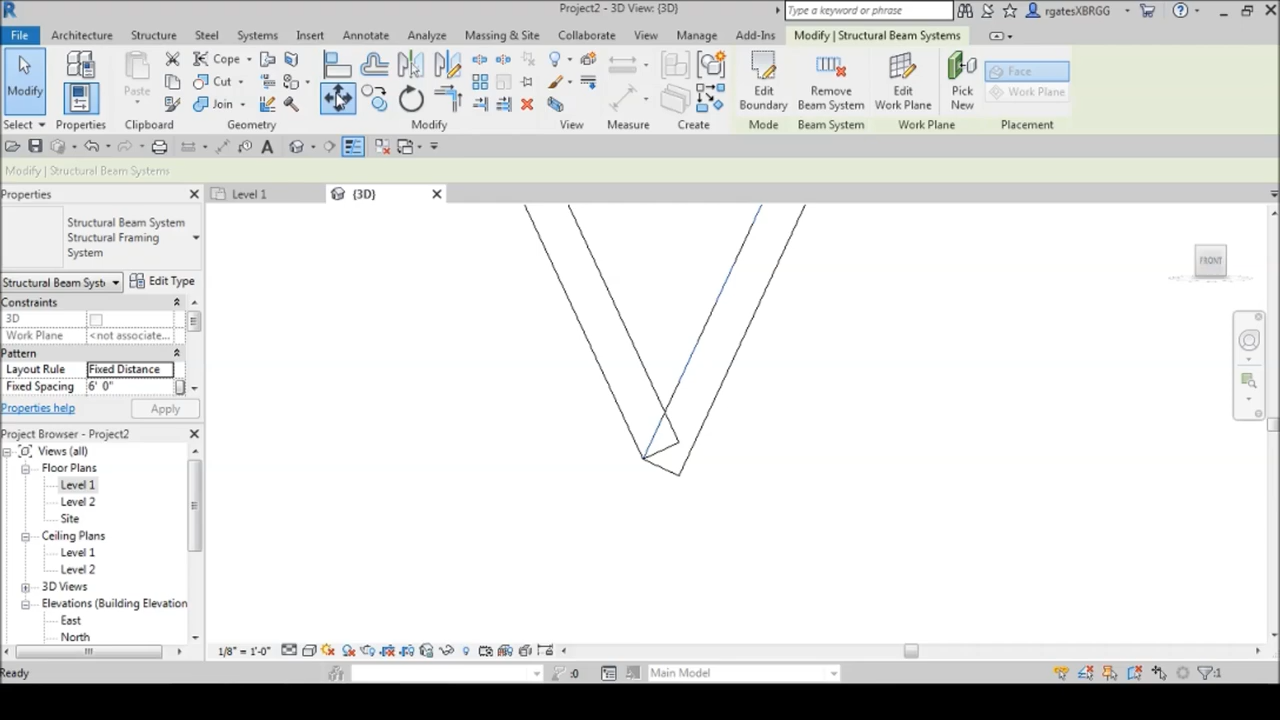 Project2 - 3D View: {3D}
Type a keyword or phrase
rgatesXBRGG
File Architecture Structure Steel Systems Insert Annotate Analyze Massing & Site Collaborate View Manage Add-Ins Modify | Structural Beam Systems
Modify
Select
Properties
Paste
Clipboard
Cope
Cut
Join
Geometry
Modify
View
Measure
Create
Edit
Boundary
Mode
Remove
Beam System
Beam System
Edit
Work Plane
Pick
New
Work Plane
Face
Work Plane
Placement
Modify | Structural Beam Systems
Properties
Structural Beam System
Structural Framing
System
Structural Beam Syste
Edit Type
Constraints
3D
Work Plane <not associate...
Pattern
Layout Rule Fixed Distance
Fixed Spacing 6' 0"
Properties help
Apply
Project Browser - Project2
Views (all)
Floor Plans
Level 1
Level 2
Site
Ceiling Plans
Level 1
Level 2
3D Views
Elevations (Building Elevation
East
North
Level 1
{3D}
FRONT
1/8" = 1'-0"
Ready
:0
Main Model
:1